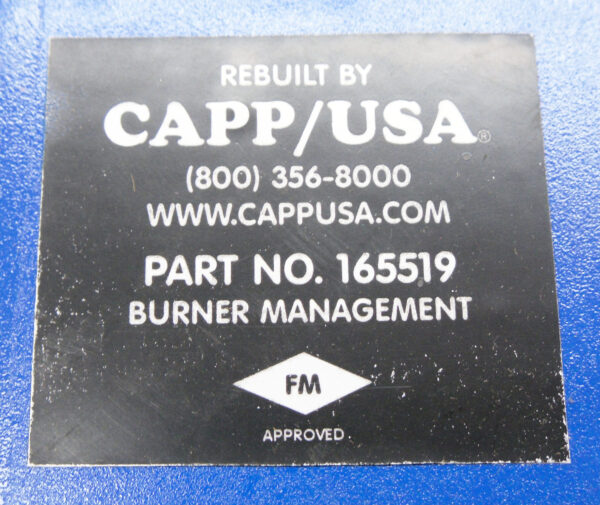 REBUILT BY
CAPP/USA®
(800) 356-8000
WWW.CAPPUSA.COM
PART NO. 165519
BURNER MANAGEMENT
FM
APPROVED